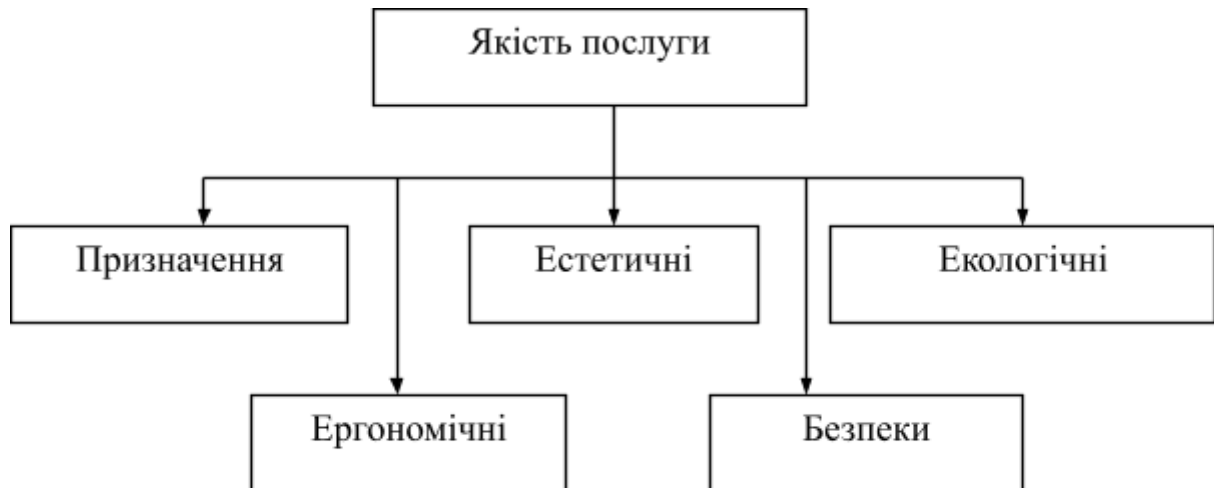 Якість послуги
Призначення
Естетичні
Екологічні
Ергономічні
Безпеки